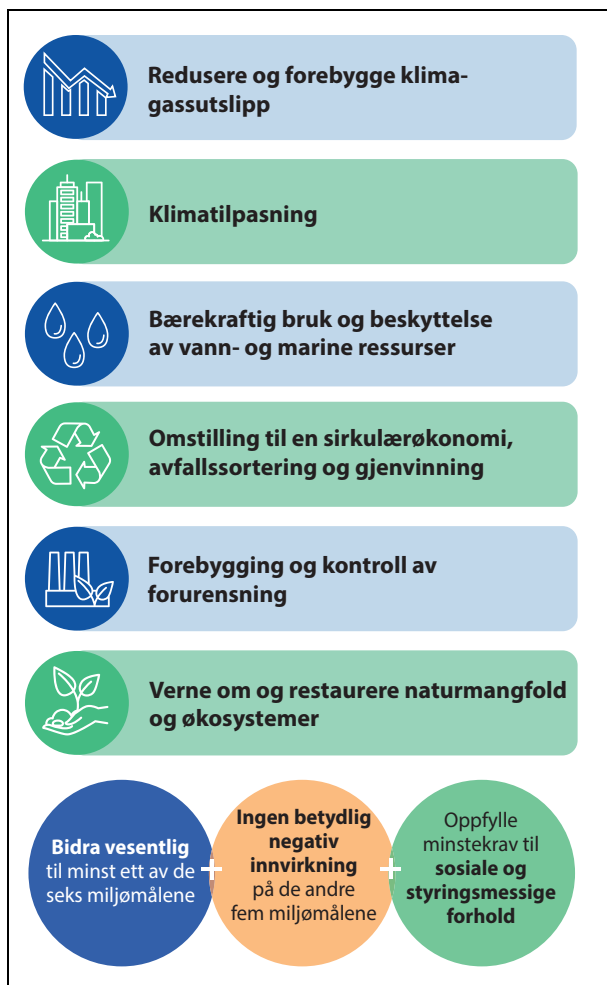 Redusere og forebygge klima-
gassutslipp
Klimatilpasning
Bærekraftig bruk og beskyttelse
av vann- og marine ressurser
Omstilling til en sirkulærøkonomi,
avfallssortering og gjenvinning
Forebygging og kontroll av
forurensning
Verne om og restaurere naturmangfold
og økosystemer
Bidra vesentlig
til minst ett av de
seks miljømålene
+
Ingen betydlig
negativ
innvirkning
på de andre
fem miljømålene
+
Oppfylle
minstekrav til
sosiale og
styringsmessige
forhold